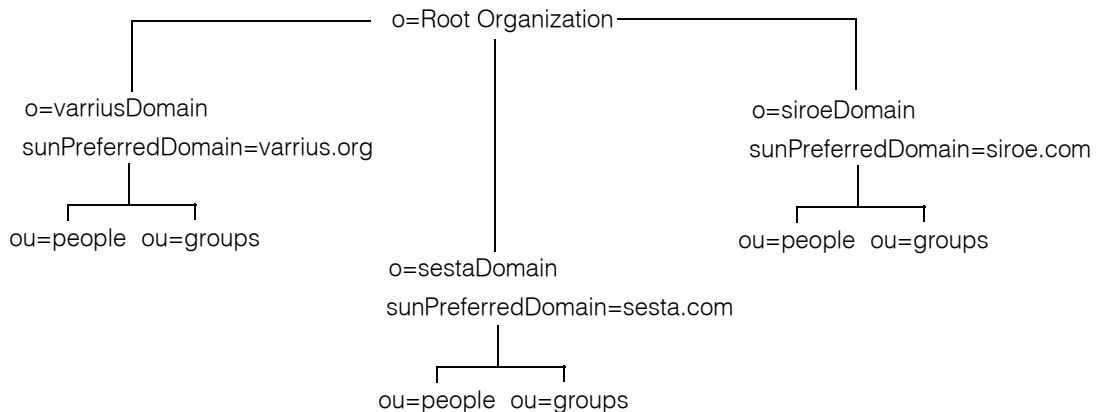 o=Root Organization
o=varriusDomain
sunPreferredDomain=varrius.org
ou=people ou=groups
o=siroeDomain
sunPreferredDomain=siroe.com
ou=people ou=groups
o=sestaDomain
sunPreferredDomain=sesta.com
ou=people ou=groups